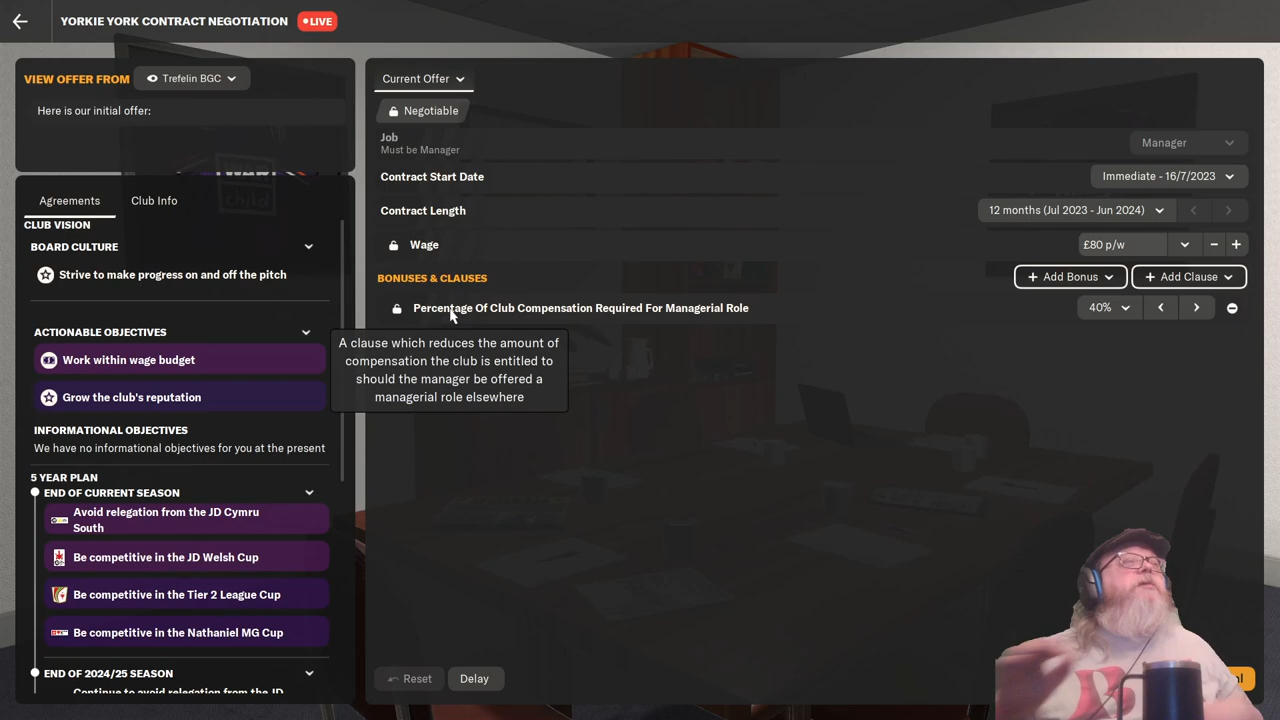 YORKIE YORK CONTRACT NEGOTIATION
LIVE
VIEW OFFER FROM
Trefelin BGC
Here is our initial offer:
Agreements
Club Info
CLUB VISION
BOARD CULTURE
Strive to make progress on and off the pitch
ACTIONABLE OBJECTIVES
Work within wage budget
Grow the club's reputation
INFORMATIONAL OBJECTIVES
We have no informational objectives for you at the present
5 YEAR PLAN
END OF CURRENT SEASON
Avoid relegation from the JD Cymru
South
Be competitive in the JD Welsh Cup
Be competitive in the Tier 2 League Cup
Be competitive in the Nathaniel MG Cup
END OF 2024/25 SEASON
Continue to avoid relegation from the JD
Current Offer
Negotiable
Job
Must be Manager
Manager
Contract Start Date
Immediate - 16/7/2023
Contract Length
12 months (Jul 2023 - Jun 2024)
Wage
£80 p/w
BONUSES & CLAUSES
Add Bonus
Add Clause
Percentage Of Club Compensation Required For Managerial Role
40%
A clause which reduces the amount of
compensation the club is entitled to
should the manager be offered a
managerial role elsewhere
Reset
Delay